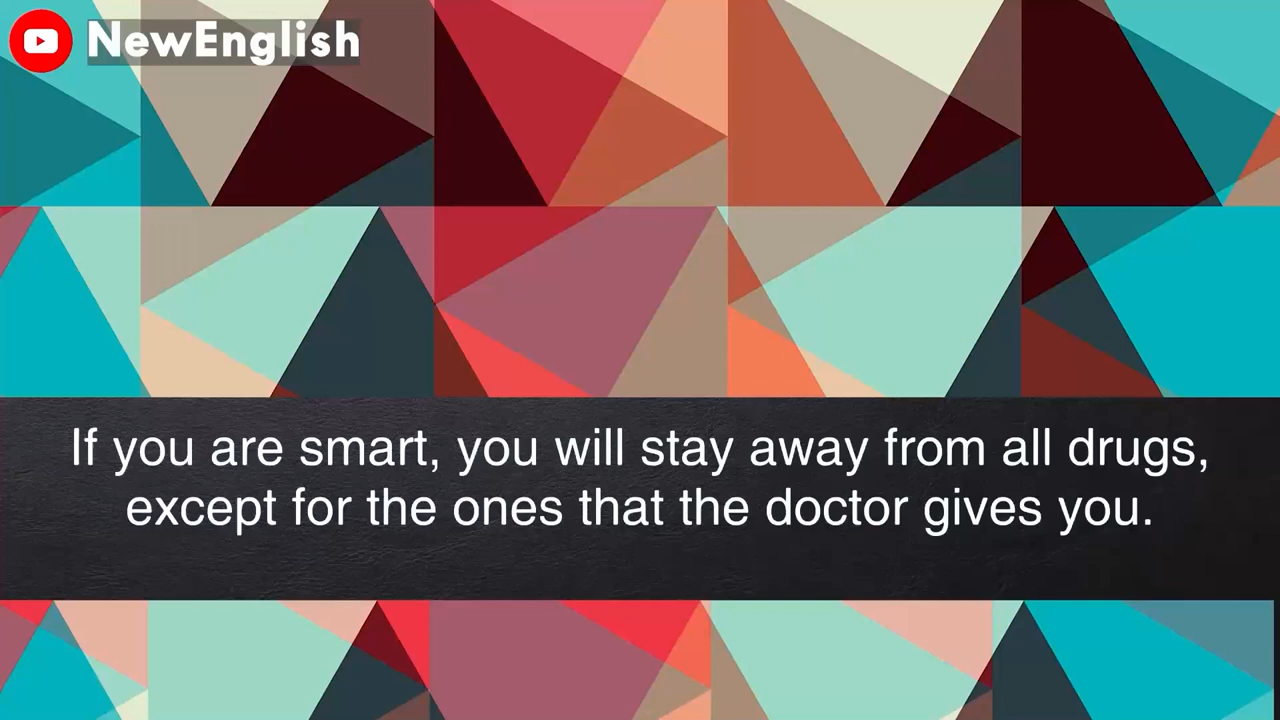 NewEnglish
If you are smart, you will stay away from all drugs,
except for the ones that the doctor gives you.